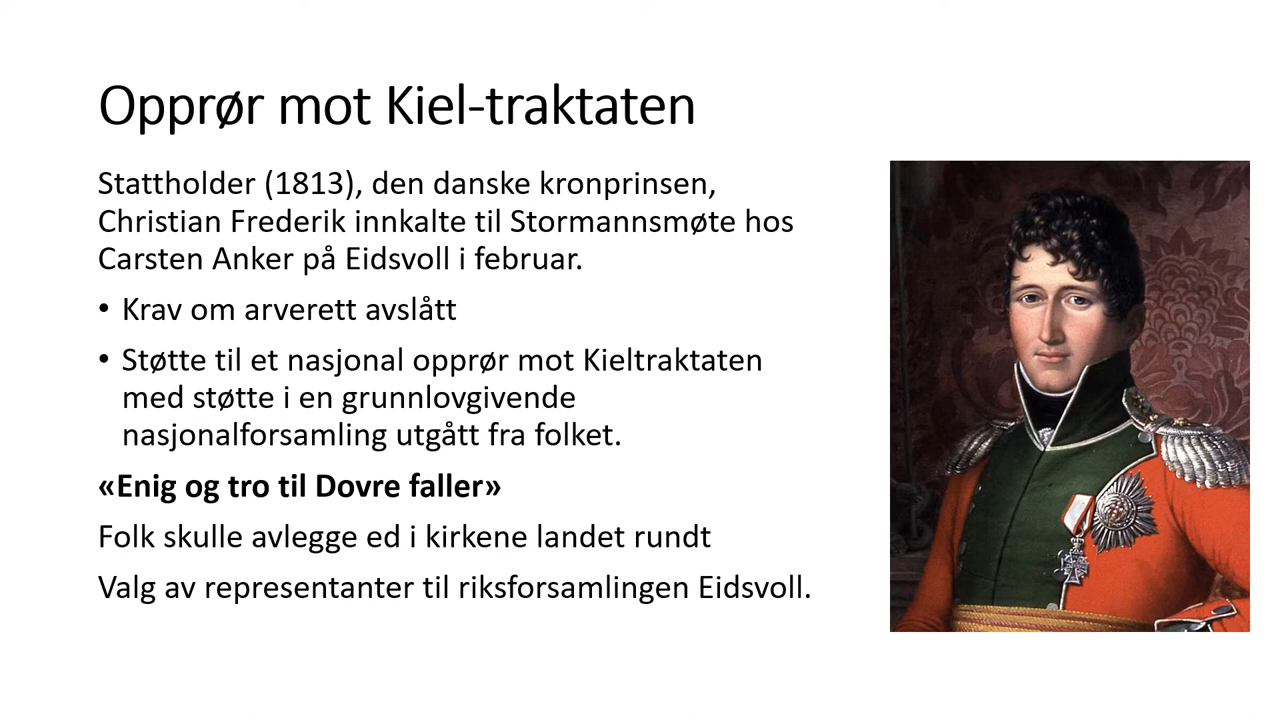 Opprør mot Kiel-traktaten
Stattholder (1813), den danske kronprinsen,
Christian Frederik innkalte til Stormannsmøte hos
Carsten Anker på Eidsvoll i februar.
• Krav om arverett avslått
• Støtte til et nasjonal opprør mot Kieltraktaten
med støtte i en grunnlovgivende
nasjonalforsamling utgått fra folket.
«Enig og tro til Dovre faller»
Folk skulle avlegge ed i kirkene landet rundt
Valg av representanter til riksforsamlingen Eidsvoll.